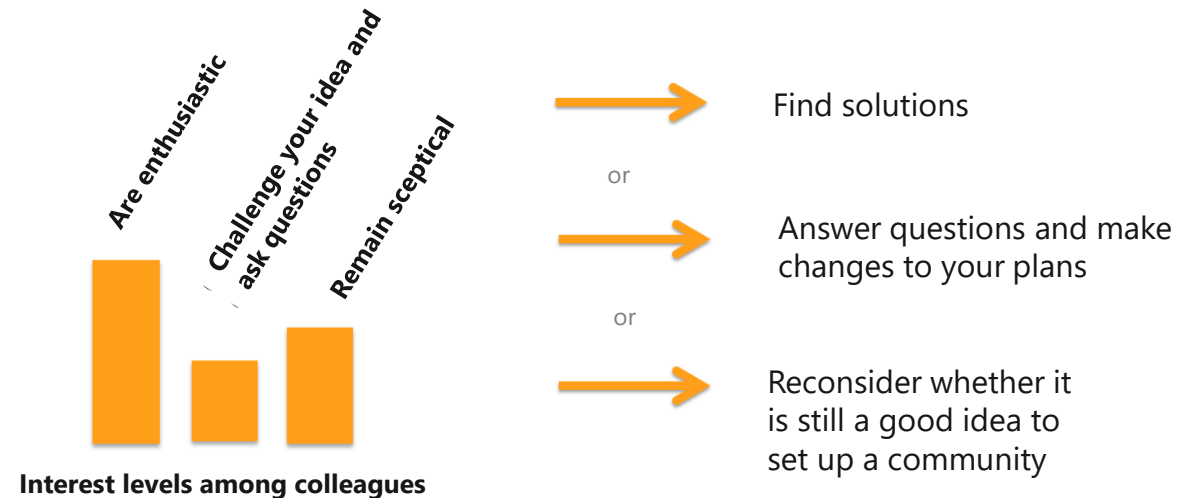 Are enthusiastic
Challenge your idea and
ask questions
Remain sceptical
Interest levels among colleagues
Find solutions
or
Answer questions and make
changes to your plans
or
Reconsider whether it
is still a good idea to
set up a community